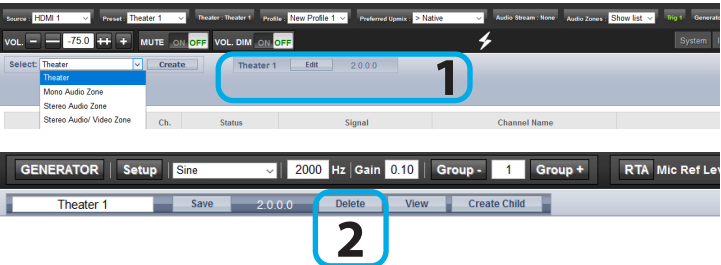 Source : HDMI 1 Preset : Theater 1 Theater : Theater 1 Profile : New Profile 1 Preferred Upmix : > Native Audio Stream : None Audio Zones : Show list Trig 1 Generato
VOL. - — -75.0 ++ + MUTE ON OFF VOL. DIM ON OFF System
Select: Theater Create Theater 1 Edit 2.0.0.0 1
Theater
Mono Audio Zone
Stereo Audio Zone
Stereo Audio/ Video Zone Ch. Status Signal Channel Name
GENERATOR Setup Sine 2000 Hz Gain 0.10 Group - 1 Group + RTA Mic Ref Lev
Theater 1 Save 2.0.0.0 Delete View Create Child
2